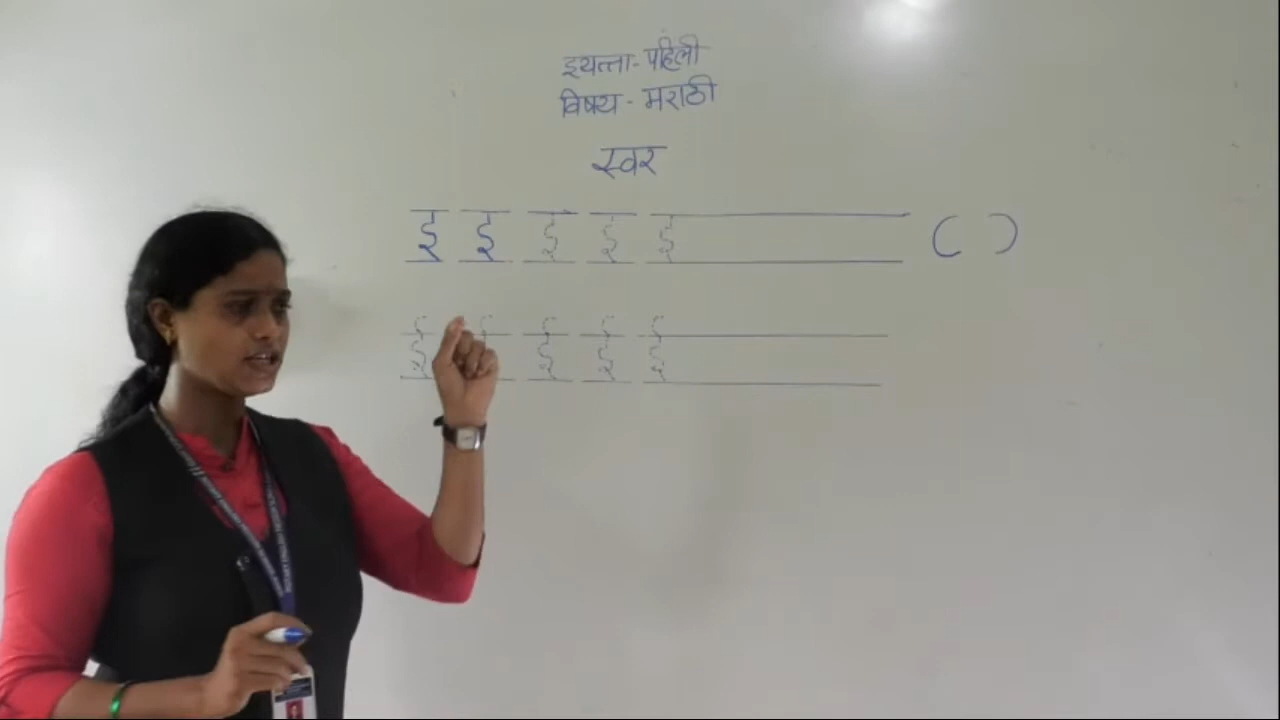 इयत्ता - पहिली
विषय - मराठी
स्वर
इ इ इ इ इ ( )
ई ई ई ई ई